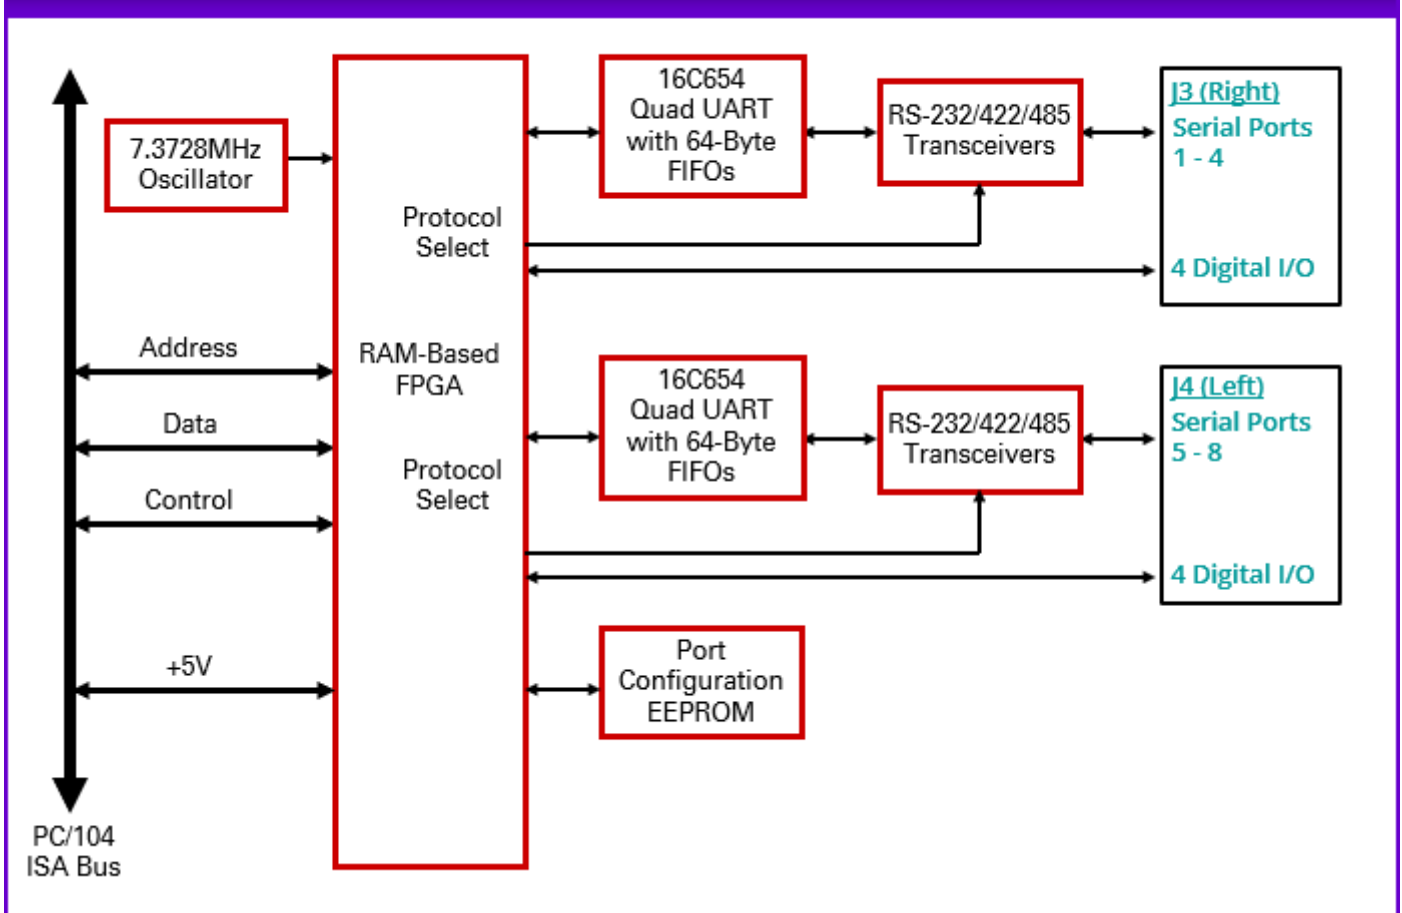 7.3728MHz
Oscillator
Address
Data
Control
+5V
PC/104
ISA Bus
Protocol
Select
RAM-Based
FPGA
Protocol
Select
16C654
Quad UART
with 64-Byte
FIFOs
RS-232/422/485
Transceivers
J3 (Right)
Serial Ports
1 - 4
4 Digital I/O
16C654
Quad UART
with 64-Byte
FIFOs
RS-232/422/485
Transceivers
J4 (Left)
Serial Ports
5 - 8
4 Digital I/O
Port
Configuration
EEPROM